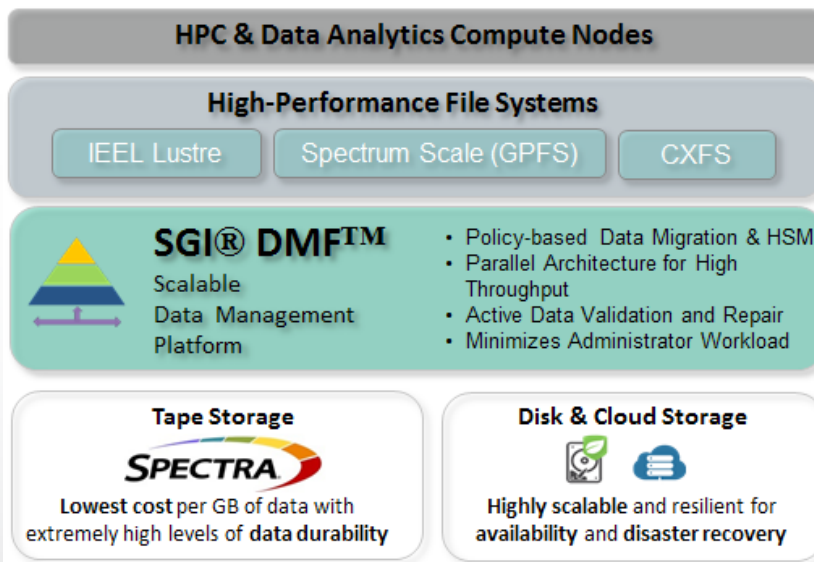 HPC & Data Analytics Compute Nodes
High-Performance File Systems
IEEL Lustre
Spectrum Scale (GPFS)
CXFS
SGI® DMF™
Scalable
Data Management
Platform
• Policy-based Data Migration & HSM
• Parallel Architecture for High
Throughput
• Active Data Validation and Repair
• Minimizes Administrator Workload
Tape Storage
SPECTRA
Lowest cost per GB of data with
extremely high levels of data durability
Disk & Cloud Storage
Highly scalable and resilient for
availability and disaster recovery